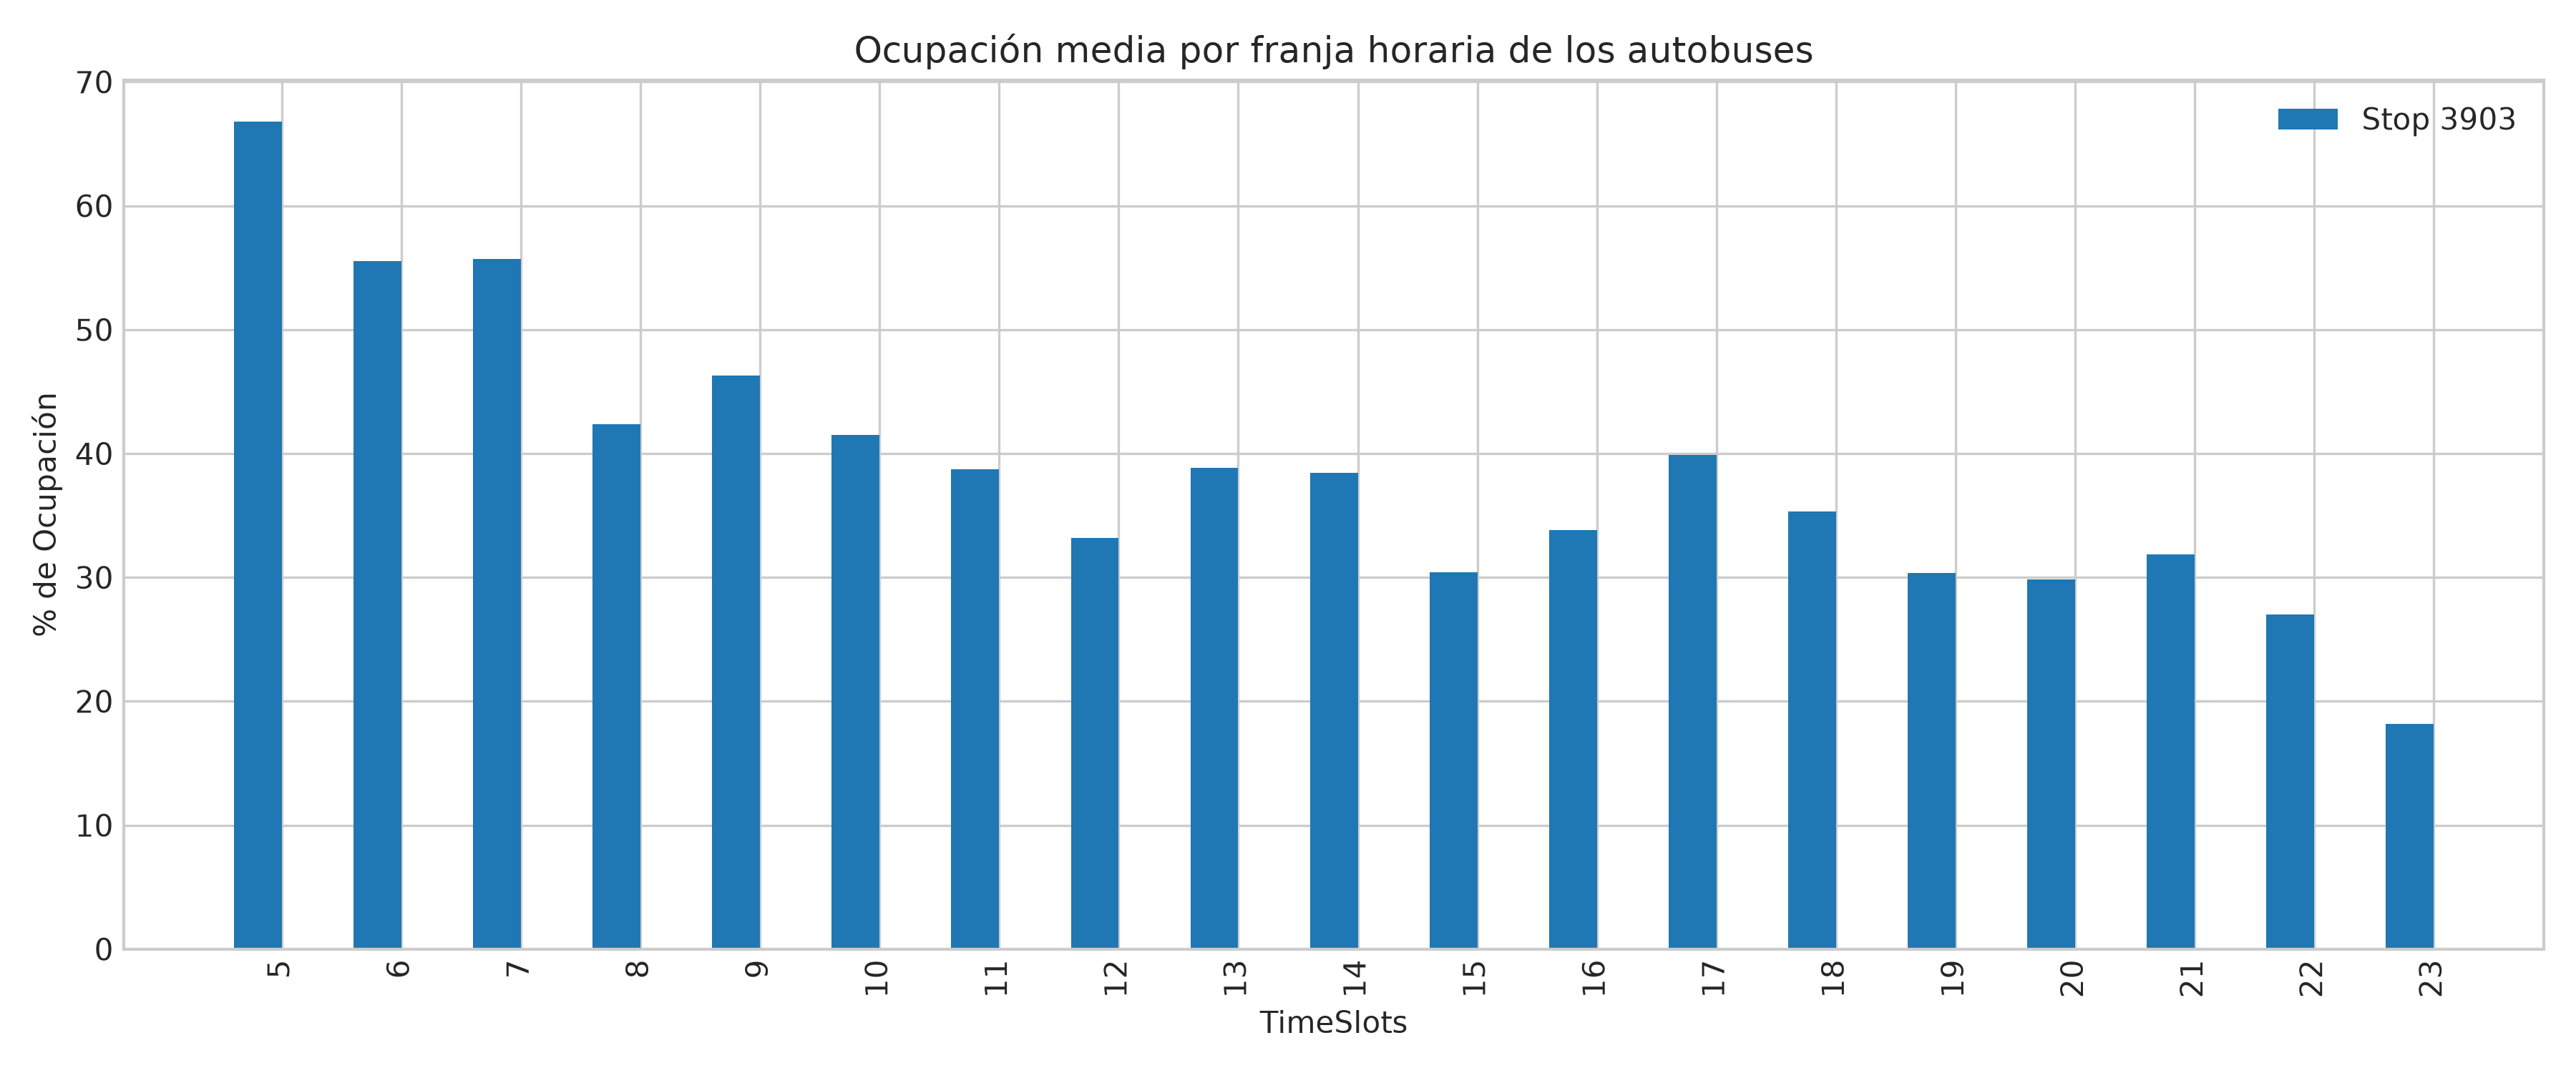 Ocupación media por franja horaria de los autobuses
Stop 3903
% de Ocupación
70
60
50
40
30
20
10
0
5 6 7 8 9 10 11 12 13 14 15 16 17 18 19 20 21 22 23
TimeSlots